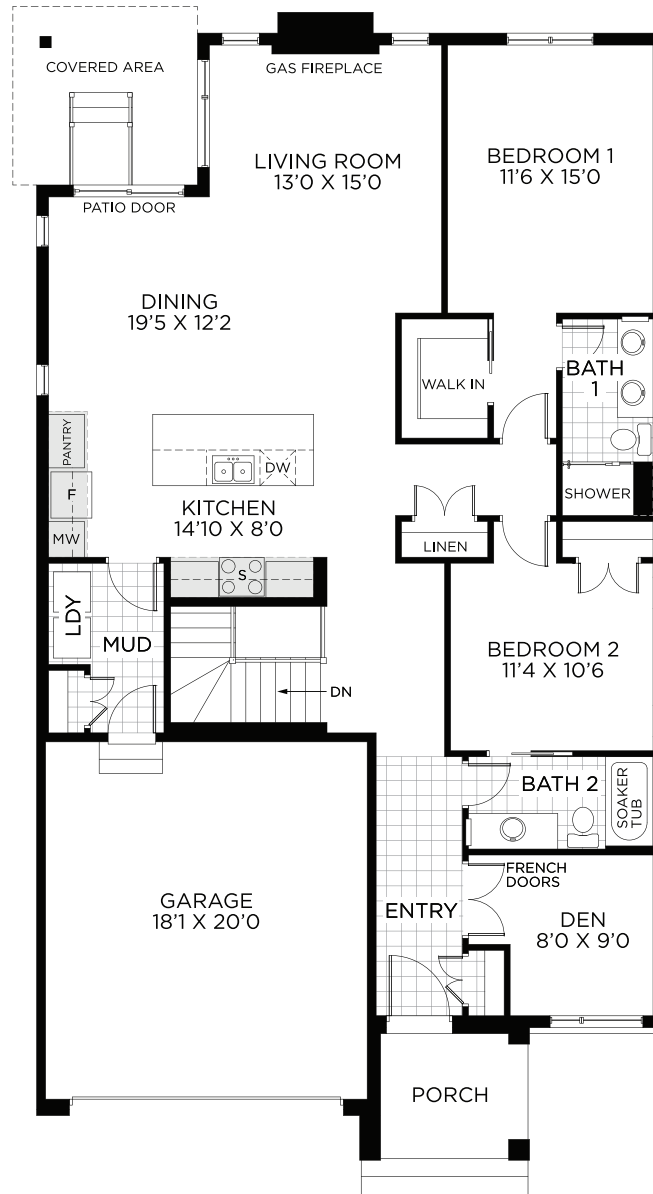 COVERED AREA
GAS FIREPLACE
LIVING ROOM
13'0 X 15'0
BEDROOM 1
11'6 X 15'0
PATIO DOOR
DINING
19'5 X 12'2
WALK IN
BATH
1
PANTRY
F
MW
DW
KITCHEN
14'10 X 8'0
S
SHOWER
LINEN
LDY
MUD
BEDROOM 2
11'4 X 10'6
DN
BATH 2
SOAKER
TUB
FRENCH
DOORS
GARAGE
18'1 X 20'0
ENTRY
DEN
8'0 X 9'0
PORCH